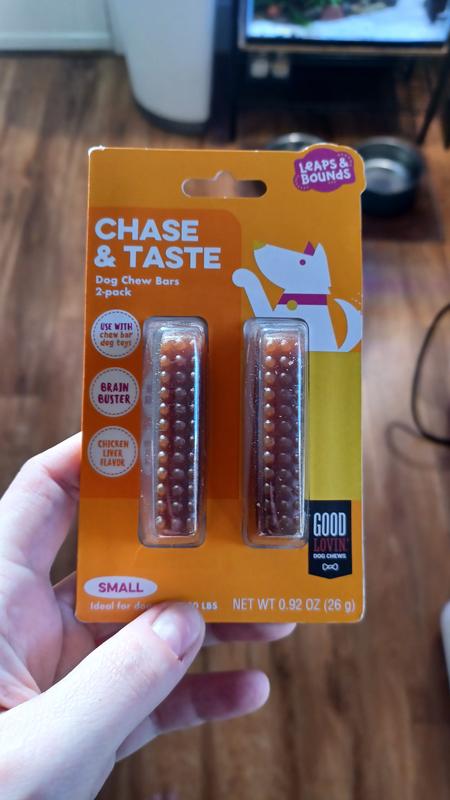 LEAPS &
BOUNDS
CHASE
& TASTE
Dog Chew Bars
2-pack
USE WITH
chew bar
dog toys
BRAIN
BUSTER
CHICKEN
LIVER
FLAVOR
GOOD
LOVIN'
DOG CHEWS
SMALL
Ideal for LBS
NET WT 0.92 OZ (26 g)